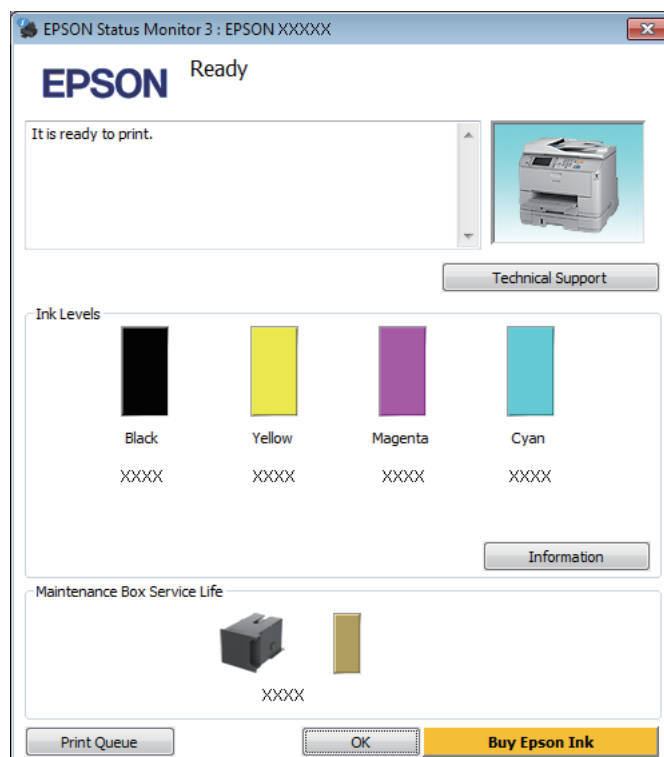 EPSON Status Monitor 3 : EPSON XXXXX
EPSON
Ready
It is ready to print.
Technical Support
Ink Levels
Black Yellow Magenta Cyan
XXXX XXXX XXXX XXXX
Information
Maintenance Box Service Life
XXXX
Print Queue OK Buy Epson Ink